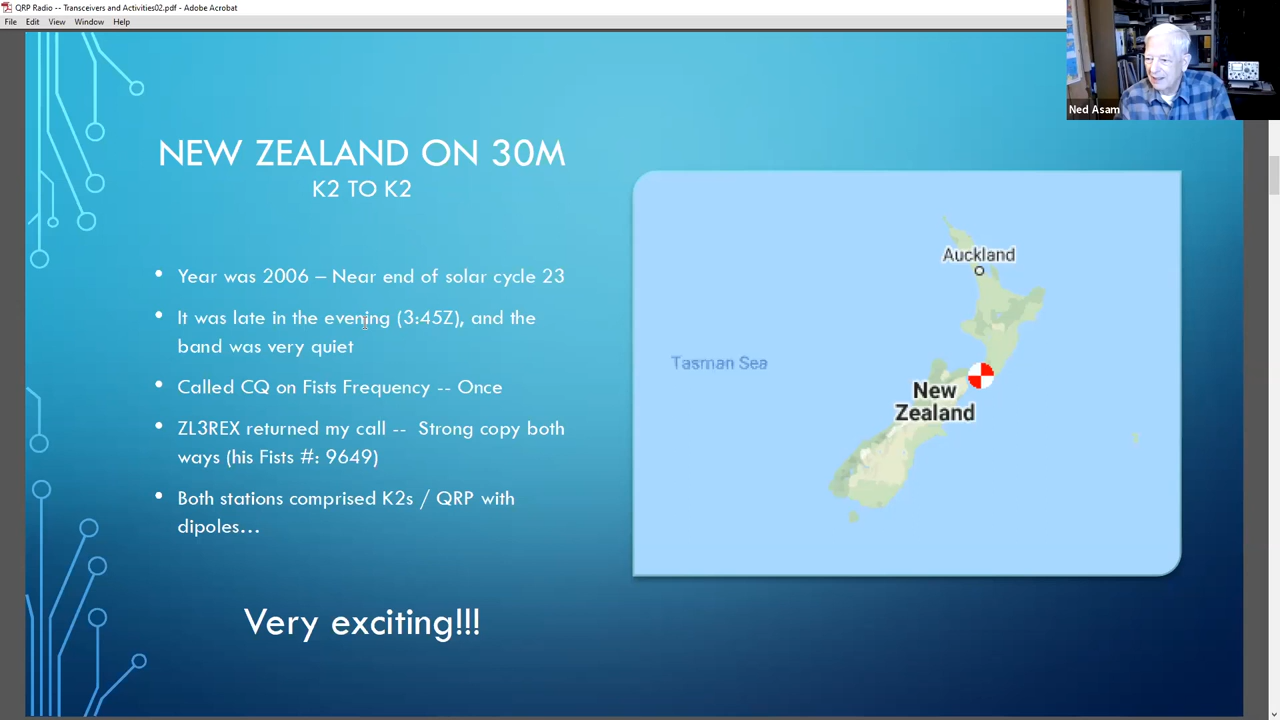 QRP Radio -- Transceivers and Activities02.pdf - Adobe Acrobat
File Edit View Window Help
Ned Asam
NEW ZEALAND ON 30M
K2 TO K2
• Year was 2006 – Near end of solar cycle 23
• It was late in the evening (3:45Z), and the
band was very quiet
• Called CQ on Fists Frequency -- Once
• ZL3REX returned my call -- Strong copy both
ways (his Fists #: 9649)
• Both stations comprised K2s / QRP with
dipoles…
Very exciting!!!
Auckland
Tasman Sea
New
Zealand